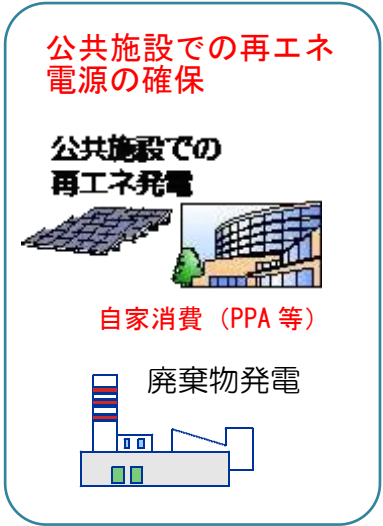 公共施設での再エネ
電源の確保
公共施設での
再エネ発電
自家消費（PPA等）
廃棄物発電